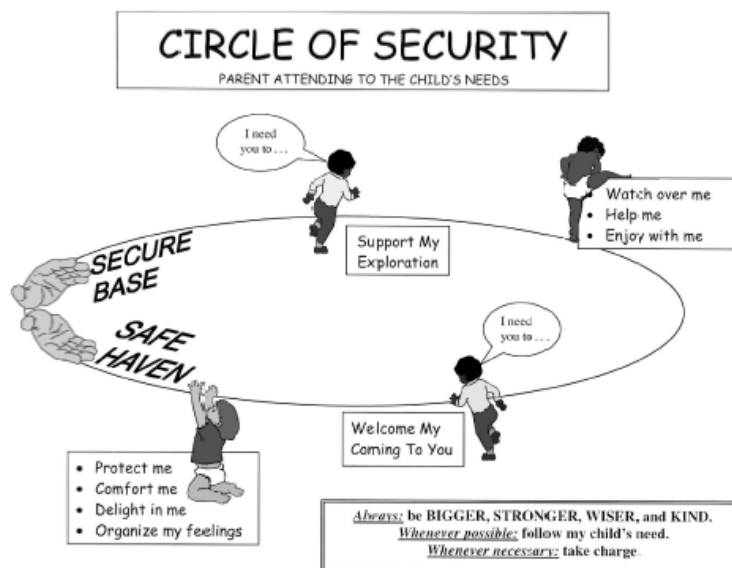 CIRCLE OF SECURITY
PARENT ATTENDING TO THE CHILD'S NEEDS
I need
you to . . .
• Watch over me
• Help me
• Enjoy with me
Support My
Exploration
SECURE
BASE
SAFE
HAVEN
I need
you to . . .
Welcome My
Coming To You
• Protect me
• Comfort me
• Delight in me
• Organize my feelings
Always: be BIGGER, STRONGER, WISER, and KIND.
Whenever possible: follow my child's need.
Whenever necessary: take charge.